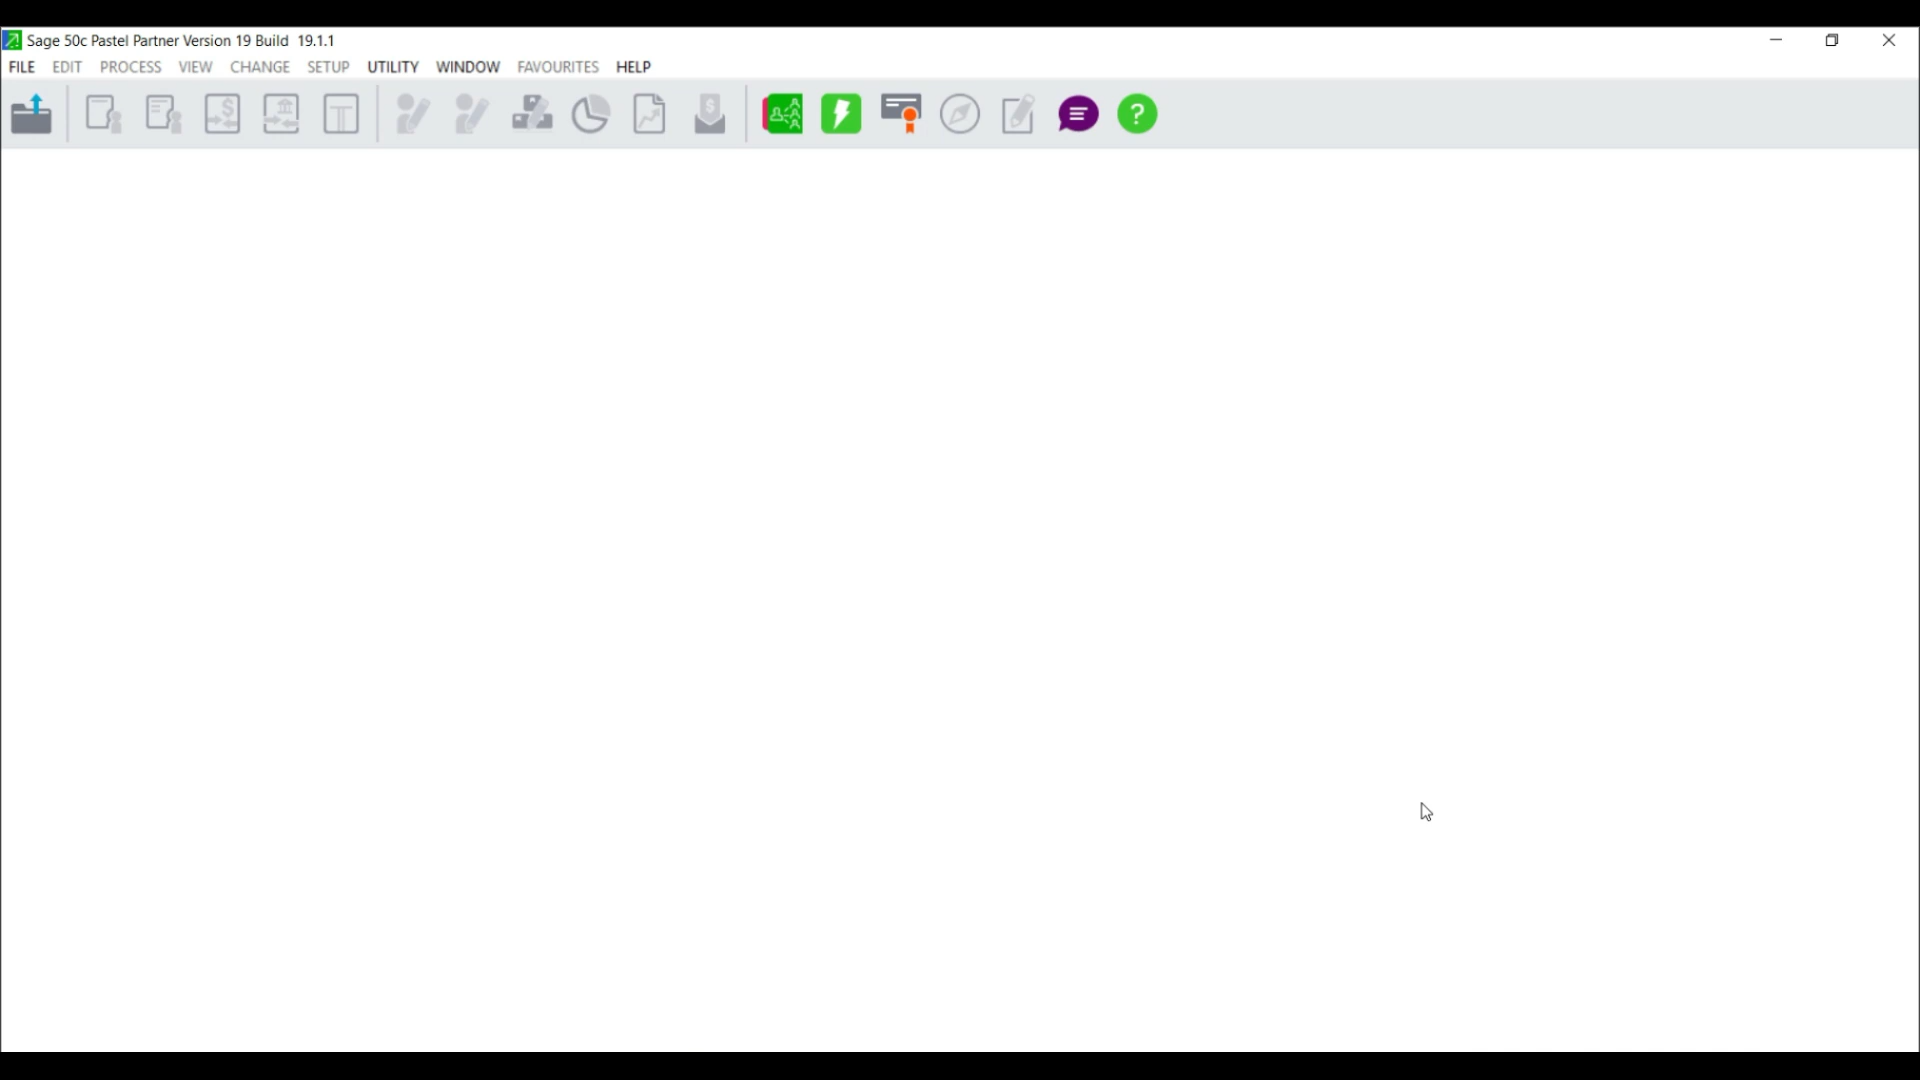 Sage 50c Pastel Partner Version 19 Build 19.1.1
FILE EDIT PROCESS VIEW CHANGE SETUP UTILITY WINDOW FAVOURITES HELP